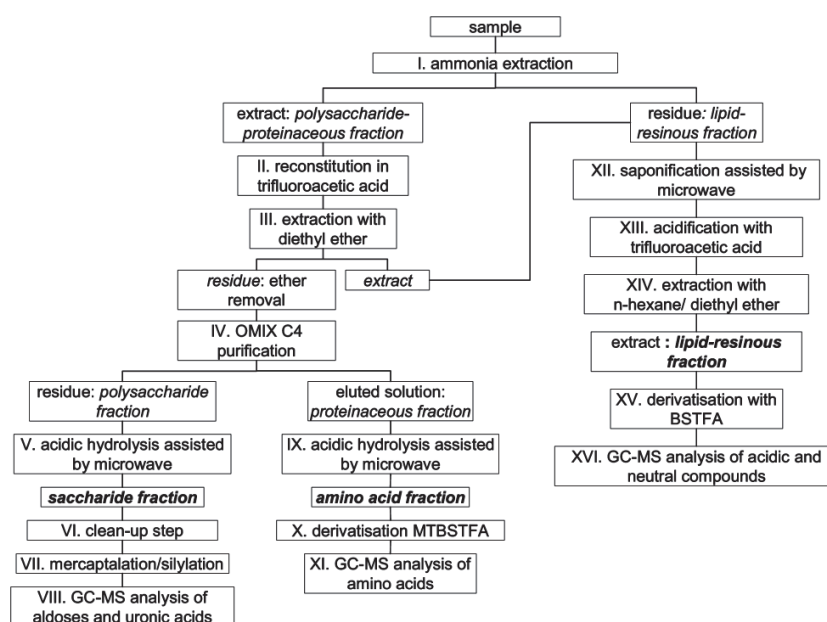 sample
I. ammonia extraction
extract: polysaccharide-
proteinaceous fraction
residue: lipid-
resinous fraction
II. reconstitution in
trifluoroacetic acid
III. extraction with
diethyl ether
residue: ether
removal
extract
IV. OMIX C4
purification
residue: polysaccharide
fraction
V. acidic hydrolysis assisted
by microwave
saccharide fraction
VI. clean-up step
VII. mercaptalation/silylation
VIII. GC-MS analysis of
aldoses and uronic acids
eluted solution:
proteinaceous fraction
IX. acidic hydrolysis assisted
by microwave
amino acid fraction
X. derivatisation MTBSTFA
XI. GC-MS analysis of
amino acids
XII. saponification assisted by
microwave
XIII. acidification with
trifluoroacetic acid
XIV. extraction with
n-hexane/ diethyl ether
extract : lipid-resinous
fraction
XV. derivatisation with
BSTFA
XVI. GC-MS analysis of acidic and
neutral compounds